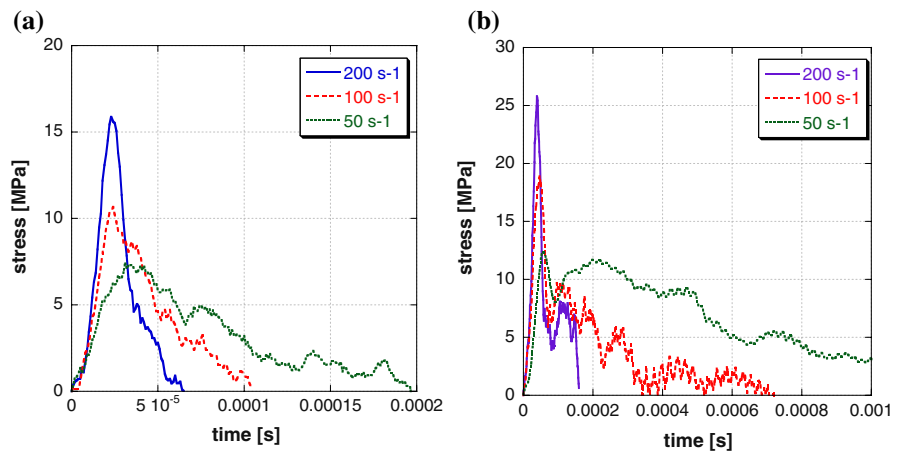 (a)
20
15
10
5
0
stress [MPa]
200 s-1
100 s-1
50 s-1
0
5 10-5
0.0001
0.00015
0.0002
time [s]
(b)
30
25
20
15
10
5
0
stress [MPa]
200 s-1
100 s-1
50 s-1
0
0.0002
0.0004
0.0006
0.0008
0.001
time [s]